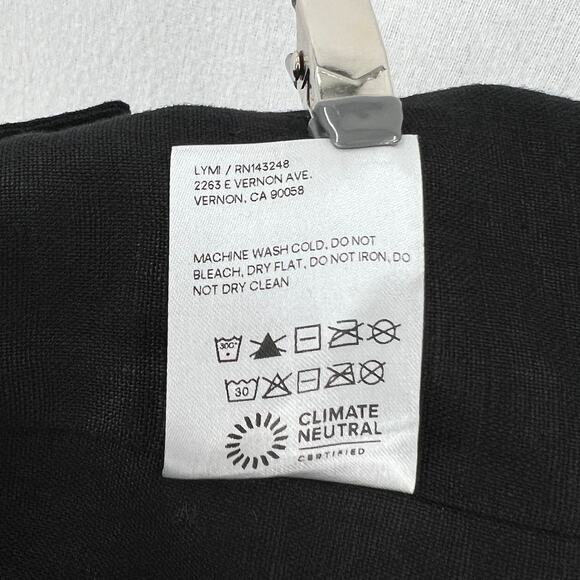 LYMI / RN143248
2263 E VERNON AVE.
VERNON, CA 90058
MACHINE WASH COLD, DO NOT
BLEACH, DRY FLAT, DO NOT IRON, DO
NOT DRY CLEAN
30C°
30
CLIMATE
NEUTRAL
CERTIFIED